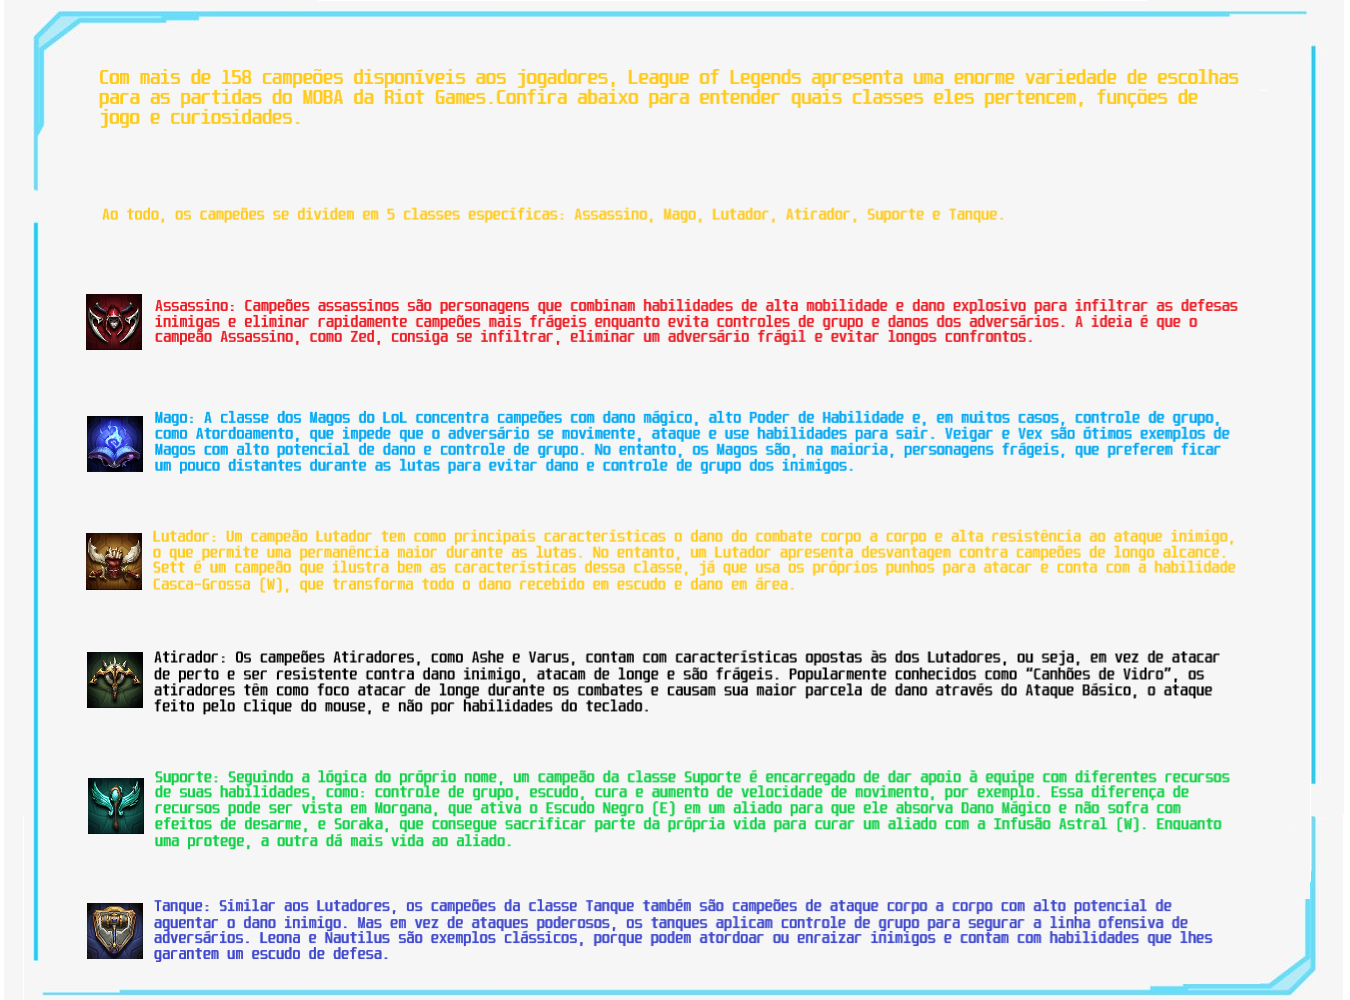 Com mais de 158 campeões disponíveis aos jogadores, League of Legends apresenta uma enorme variedade de escolhas
para as partidas do MOBA da Riot Games.Confira abaixo para entender quais classes eles pertencem, funções de
jogo e curiosidades.
Ao todo, os campeões se dividem em 5 classes específicas: Assassino, Mago, Lutador, Atirador, Suporte e Tanque.
Assassino: Campeões assassinos são personagens que combinam habilidades de alta mobilidade e dano explosivo para infiltrar as defesas
inimigas e eliminar rapidamente campeões mais frágeis enquanto evita controles de grupo e danos dos adversários. A ideia é que o
campeão Assassino, como Zed, consiga se infiltrar, eliminar um adversário frágil e evitar longos confrontos.
Mago: A classe dos Magos do LoL concentra campeões com dano mágico, alto Poder de Habilidade e, em muitos casos, controle de grupo,
como Atordoamento, que impede que o adversário se movimente, ataque e use habilidades para sair. Veigar e Vex são ótimos exemplos de
Magos com alto potencial de dano e controle de grupo. No entanto, os Magos são, na maioria, personagens frágeis, que preferem ficar
um pouco distantes durante as lutas para evitar dano e controle de grupo dos inimigos.
Lutador: Um campeão Lutador tem como principais características o dano do combate corpo a corpo e alta resistência ao ataque inimigo,
o que permite uma permanência maior durante as lutas. No entanto, um Lutador apresenta desvantagem contra campeões de longo alcance.
Sett é um campeão que ilustra bem as características dessa classe, já que usa os próprios punhos para atacar e conta com a habilidade
Casca-Grossa (W), que transforma todo o dano recebido em escudo e dano em área.
Atirador: Os campeões Atiradores, como Ashe e Varus, contam com características opostas às dos Lutadores, ou seja, em vez de atacar
de perto e ser resistente contra dano inimigo, atacam de longe e são frágeis. Popularmente conhecidos como “Canhões de Vidro”, os
atiradores têm como foco atacar de longe durante os combates e causam sua maior parcela de dano através do Ataque Básico, o ataque
feito pelo clique do mouse, e não por habilidades do teclado.
Suporte: Seguindo a lógica do próprio nome, um campeão da classe Suporte é encarregado de dar apoio à equipe com diferentes recursos
de suas habilidades, como: controle de grupo, escudo, cura e aumento de velocidade de movimento, por exemplo. Essa diferença de
recursos pode ser vista em Morgana, que ativa o Escudo Negro (E) em um aliado para que ele absorva Dano Mágico e não sofra com
efeitos de desarme, e Soraka, que consegue sacrificar parte da própria vida para curar um aliado com a Infusão Astral (W). Enquanto
uma protege, a outra dá mais vida ao aliado.
Tanque: Similar aos Lutadores, os campeões da classe Tanque também são campeões de ataque corpo a corpo com alto potencial de
aguentar o dano inimigo. Mas em vez de ataques poderosos, os tanques aplicam controle de grupo para segurar a linha ofensiva de
adversários. Leona e Nautilus são exemplos clássicos, porque podem atordoar ou enraizar inimigos e contam com habilidades que lhes
garantem um escudo de defesa.